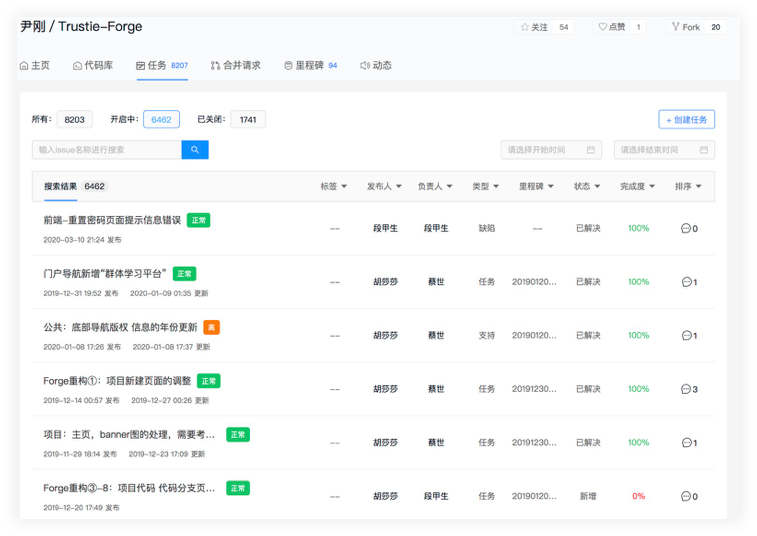 尹刚 / Trustie-Forge 关注 54 点赞 1 Fork 20
主页 代码库 任务 8207 合并请求 里程碑 94 动态
所有： 8203 开启中： 6462 已关闭： 1741 + 创建任务
输入issue名称进行搜索 请选择开始时间 请选择结束时间
搜索结果 6462 标签 发布人 负责人 类型 里程碑 状态 完成度 排序
前端-重置密码页面提示信息错误 正常
-- 段甲生 段甲生 缺陷 -- 已解决 100% 0
2020-03-10 21:24 发布
门户导航新增“群体学习平台” 正常
-- 胡莎莎 蔡世 任务 20190120... 已解决 100% 1
2019-12-31 19:52 发布 2020-01-09 01:35 更新
公共：底部导航版权 信息的年份更新 高
-- 胡莎莎 蔡世 支持 20190120... 已解决 100% 1
2020-01-08 17:26 发布 2020-01-08 17:37 更新
Forge重构①：项目新建页面的调整 正常
-- 胡莎莎 蔡世 任务 20191230... 已解决 100% 3
2019-12-14 00:57 发布 2019-12-27 00:26 更新
项目：主页，banner图的处理，需要考... 正常
-- 胡莎莎 蔡世 任务 20191230... 已解决 100% 1
2019-11-29 18:14 发布 2019-12-23 17:09 更新
Forge重构③-8：项目代码 代码分支页... 正常
-- 胡莎莎 段甲生 任务 20190120... 新增 0% 0
2019-12-20 17:49 发布